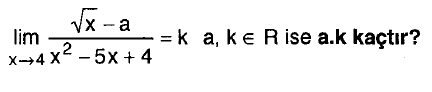 lim x→4 (√x – a) / (x² – 5x + 4) = k   a, k ∈ R ise a.k kaçtır?